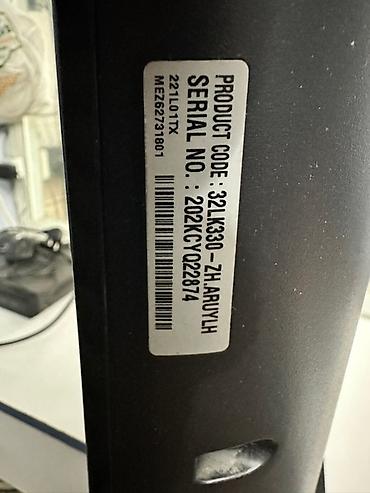 PRODUCT CODE : 32LK330-ZH.ARUYLH
SERIAL NO. : 202KCYQ22874
221L01TX
MEZ62731801